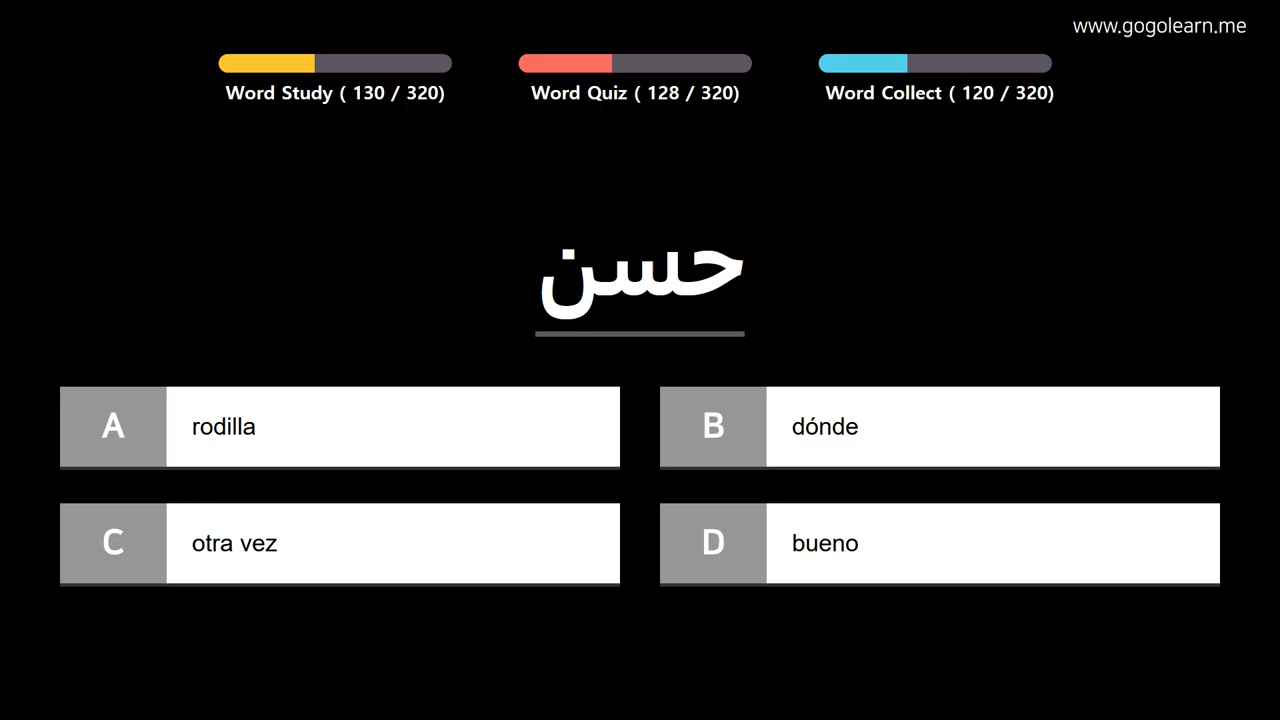 www.gogolearn.me
Word Study ( 130 / 320)
Word Quiz ( 128 / 320)
Word Collect ( 120 / 320)
حسن
A rodilla
B dónde
C otra vez
D bueno